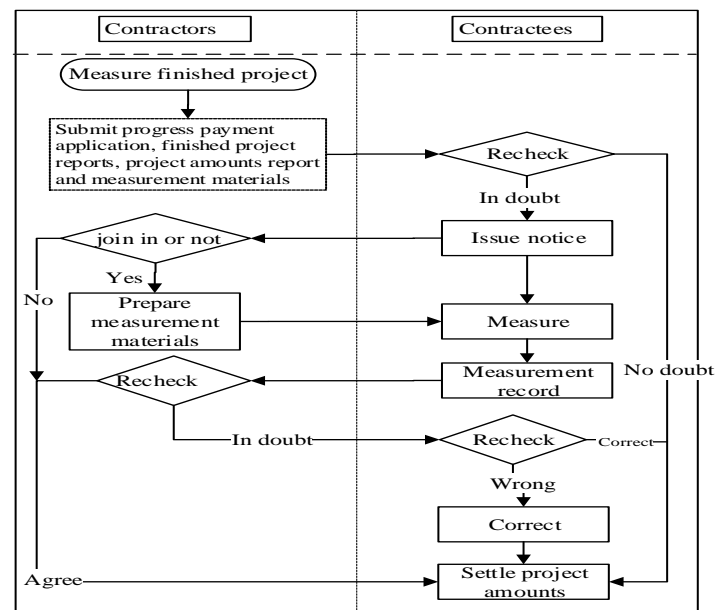 Contractors
Contractees
Measure finished project
Submit progress payment
application, finished project
reports, project amounts report
and measurement materials
Recheck
In doubt
join in or not
Issue notice
Yes
No
Prepare
measurement
materials
Measure
No doubt
Recheck
Measurement
record
In doubt
Recheck
Correct
Wrong
Correct
Agree
Settle project
amounts